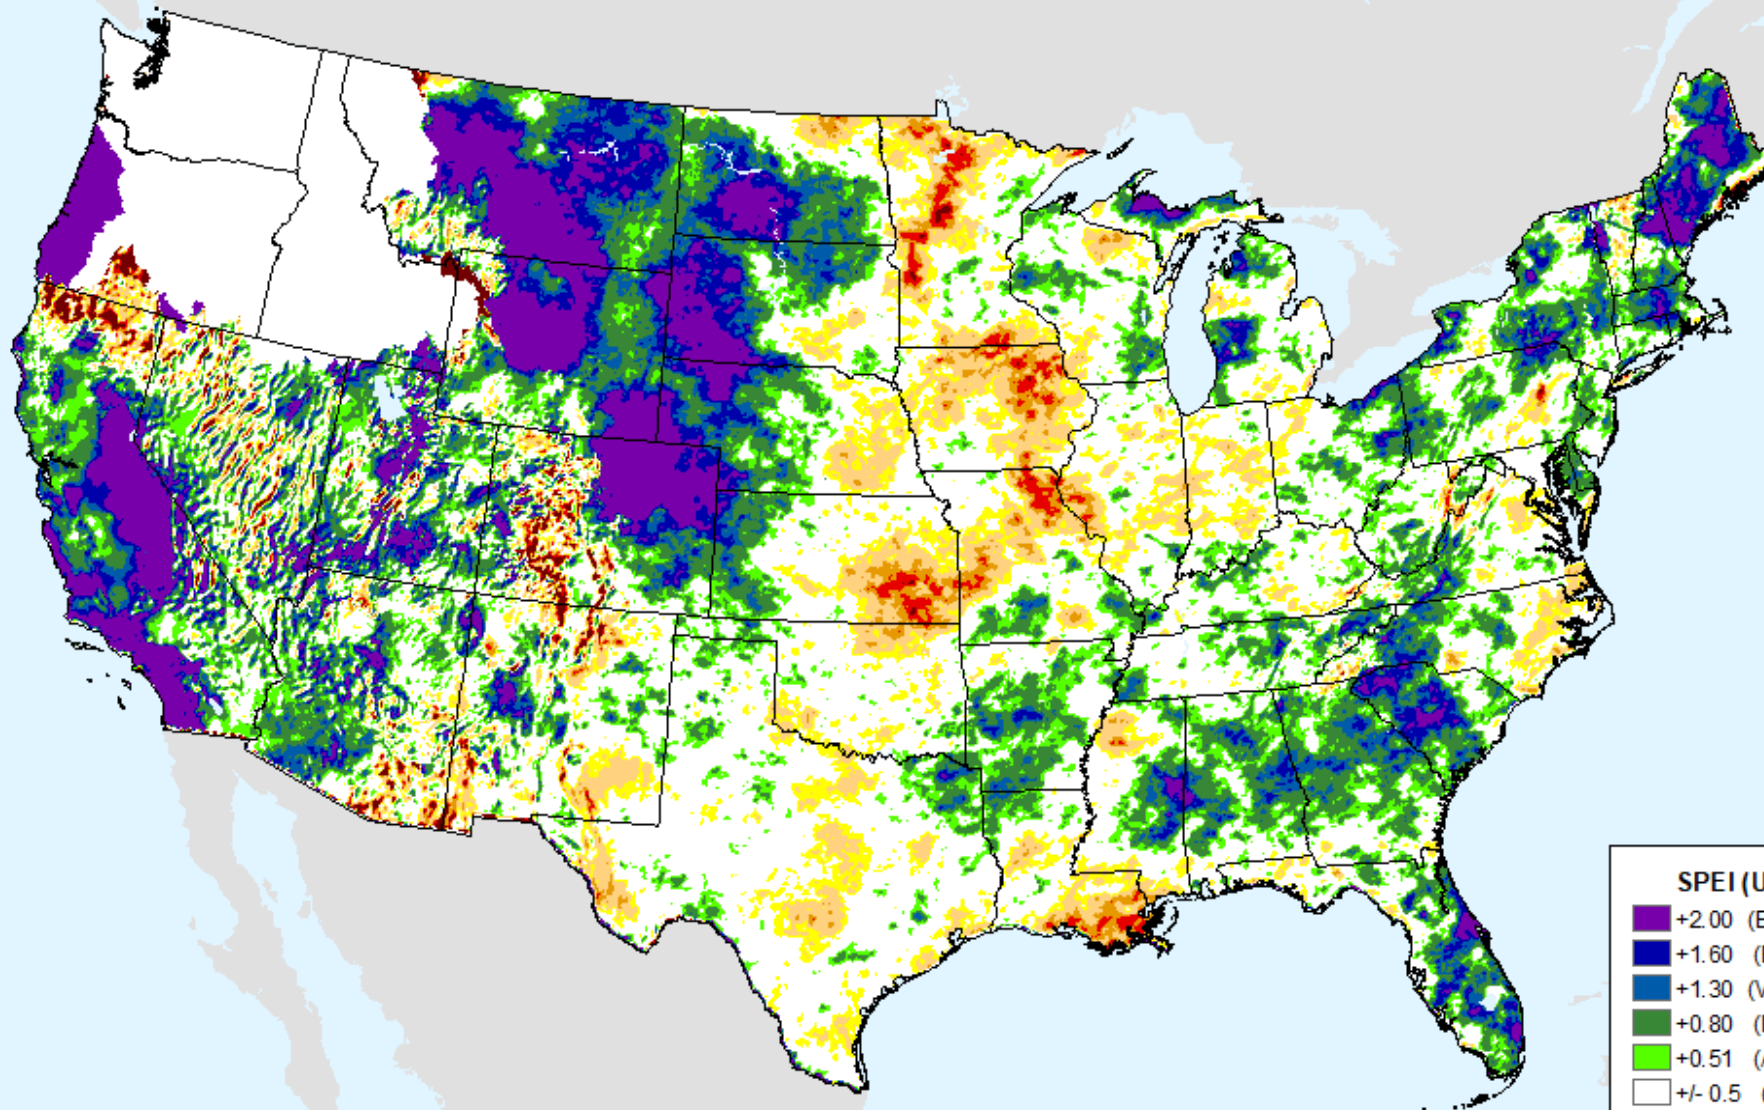 SPEI (U
+2.00 (E
+1.60 (
+1.30 (V
+0.80 (
+0.51 (
+/- 0.5 (